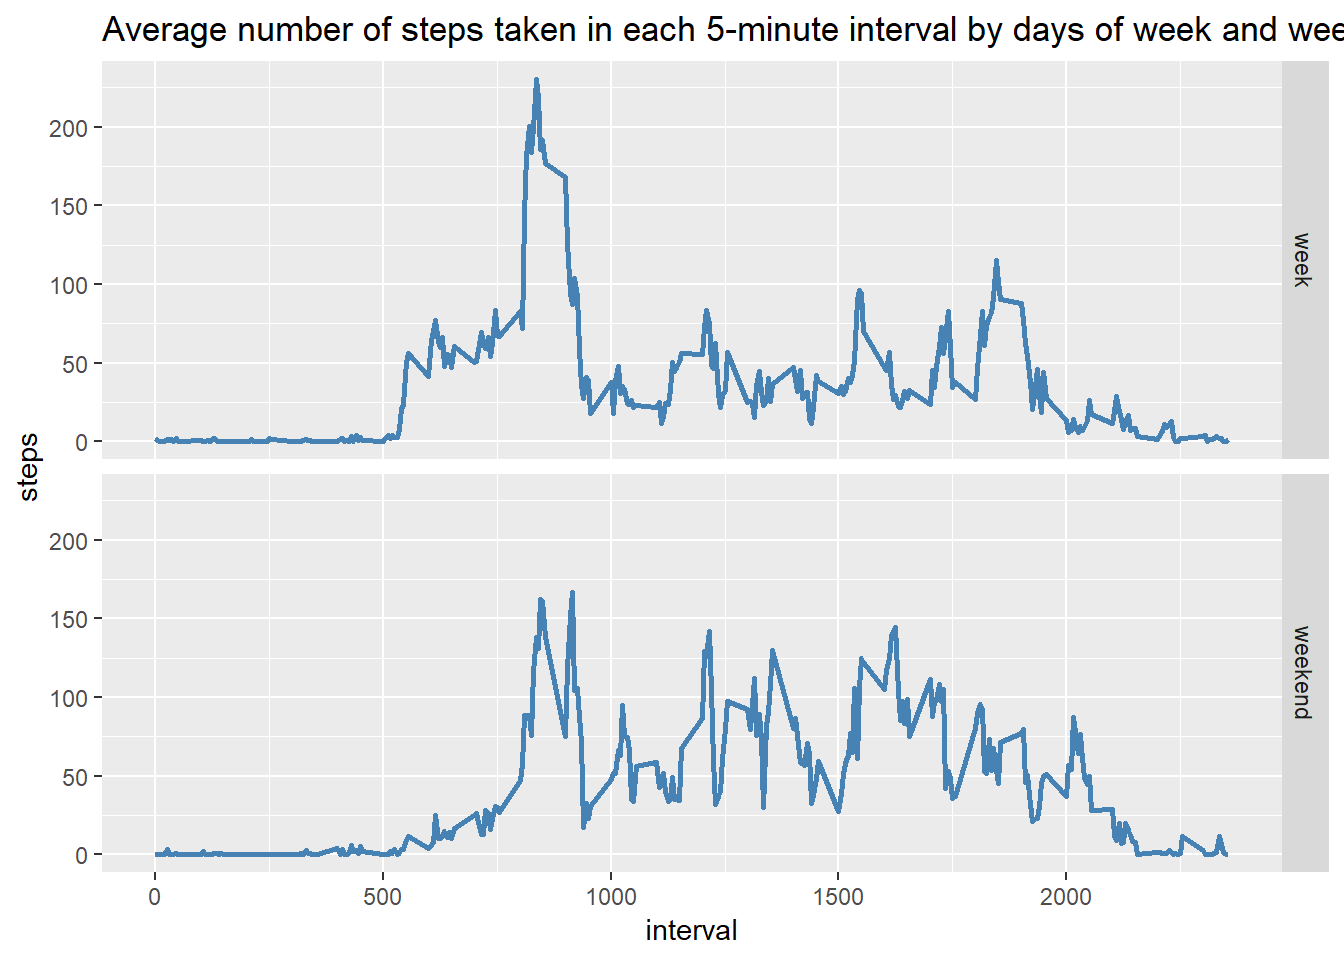 Average number of steps taken in each 5-minute interval by days of week and wee
200
150
100
50
0
week
steps
200
150
100
50
0
weekend
0 500 1000 1500 2000
interval